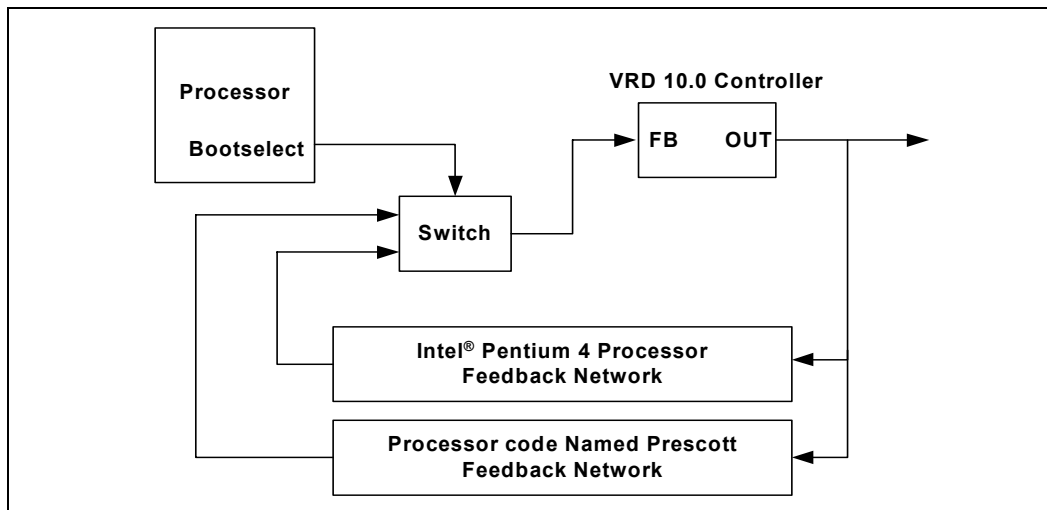 Processor
Bootselect
VRD 10.0 Controller
FB OUT
Switch
Intel® Pentium 4 Processor
Feedback Network
Processor code Named Prescott
Feedback Network